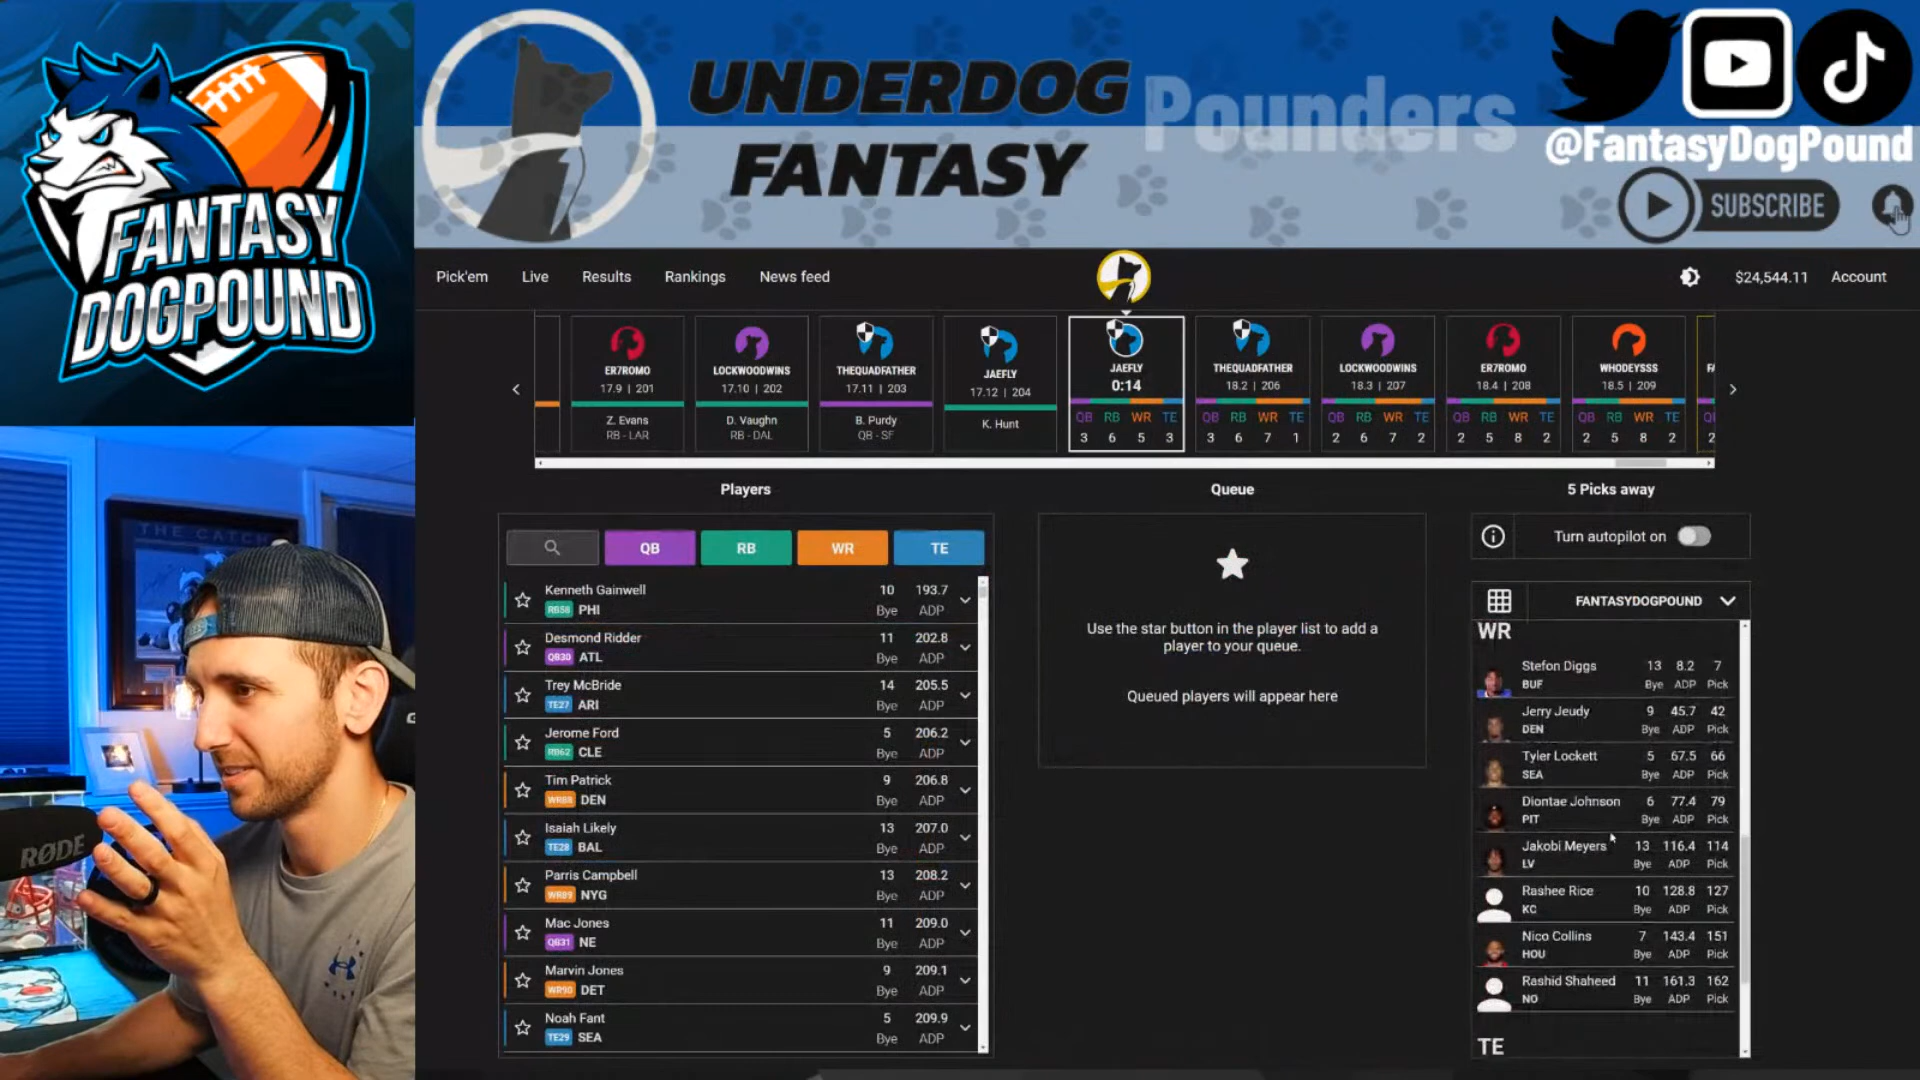 FANTASY
DOGPOUND
UNDERDOG
FANTASY
Pounders
@FantasyDogPound
SUBSCRIBE
THE CATCH
RØDE
Pick'em Live Results Rankings News feed
$24,544.11 Account
ER7ROMO
17.9 | 201
Z. Evans
RB - LAR
LOCKWOODWINS
17.10 | 202
D. Vaughn
RB - DAL
THEQUADFATHER
17.11 | 203
B. Purdy
QB - SF
JAEFLY
17.12 | 204
K. Hunt
JAEFLY
0:14
QB RB WR TE
3 6 5 3
THEQUADFATHER
18.2 | 206
QB RB WR TE
3 6 7 1
LOCKWOODWINS
18.3 | 207
QB RB WR TE
2 6 7 2
ER7ROMO
18.4 | 208
QB RB WR TE
2 5 8 2
WHODEYSSS
18.5 | 209
QB RB WR TE
2 5 8 2
Players
QB RB WR TE
Kenneth Gainwell 10 193.7
RB58 PHI Bye ADP
Desmond Ridder 11 202.8
QB30 ATL Bye ADP
Trey McBride 14 205.5
TE27 ARI Bye ADP
Jerome Ford 5 206.2
RB62 CLE Bye ADP
Tim Patrick 9 206.8
WR88 DEN Bye ADP
Isaiah Likely 13 207.0
TE28 BAL Bye ADP
Parris Campbell 13 208.2
WR89 NYG Bye ADP
Mac Jones 11 209.0
QB31 NE Bye ADP
Marvin Jones 9 209.1
WR90 DET Bye ADP
Noah Fant 5 209.9
TE29 SEA Bye ADP
Queue
Use the star button in the player list to add a
player to your queue.
Queued players will appear here
5 Picks away
Turn autopilot on
FANTASYDOGPOUND
WR
Stefon Diggs 13 8.2 7
BUF Bye ADP Pick
Jerry Jeudy 9 45.7 42
DEN Bye ADP Pick
Tyler Lockett 5 67.5 66
SEA Bye ADP Pick
Diontae Johnson 6 77.4 79
PIT Bye ADP Pick
Jakobi Meyers 13 116.4 114
LV Bye ADP Pick
Rashee Rice 10 128.8 127
KC Bye ADP Pick
Nico Collins 7 143.4 151
HOU Bye ADP Pick
Rashid Shaheed 11 161.3 162
NO Bye ADP Pick
TE